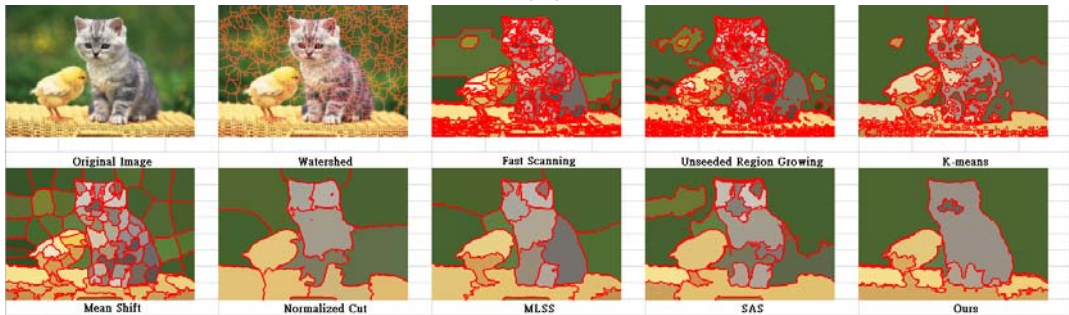 Original Image
Watershed
Fast Scanning
Unseeded Region Growing
K-means
Mean Shift
Normalized Cut
MLSS
SAS
Ours